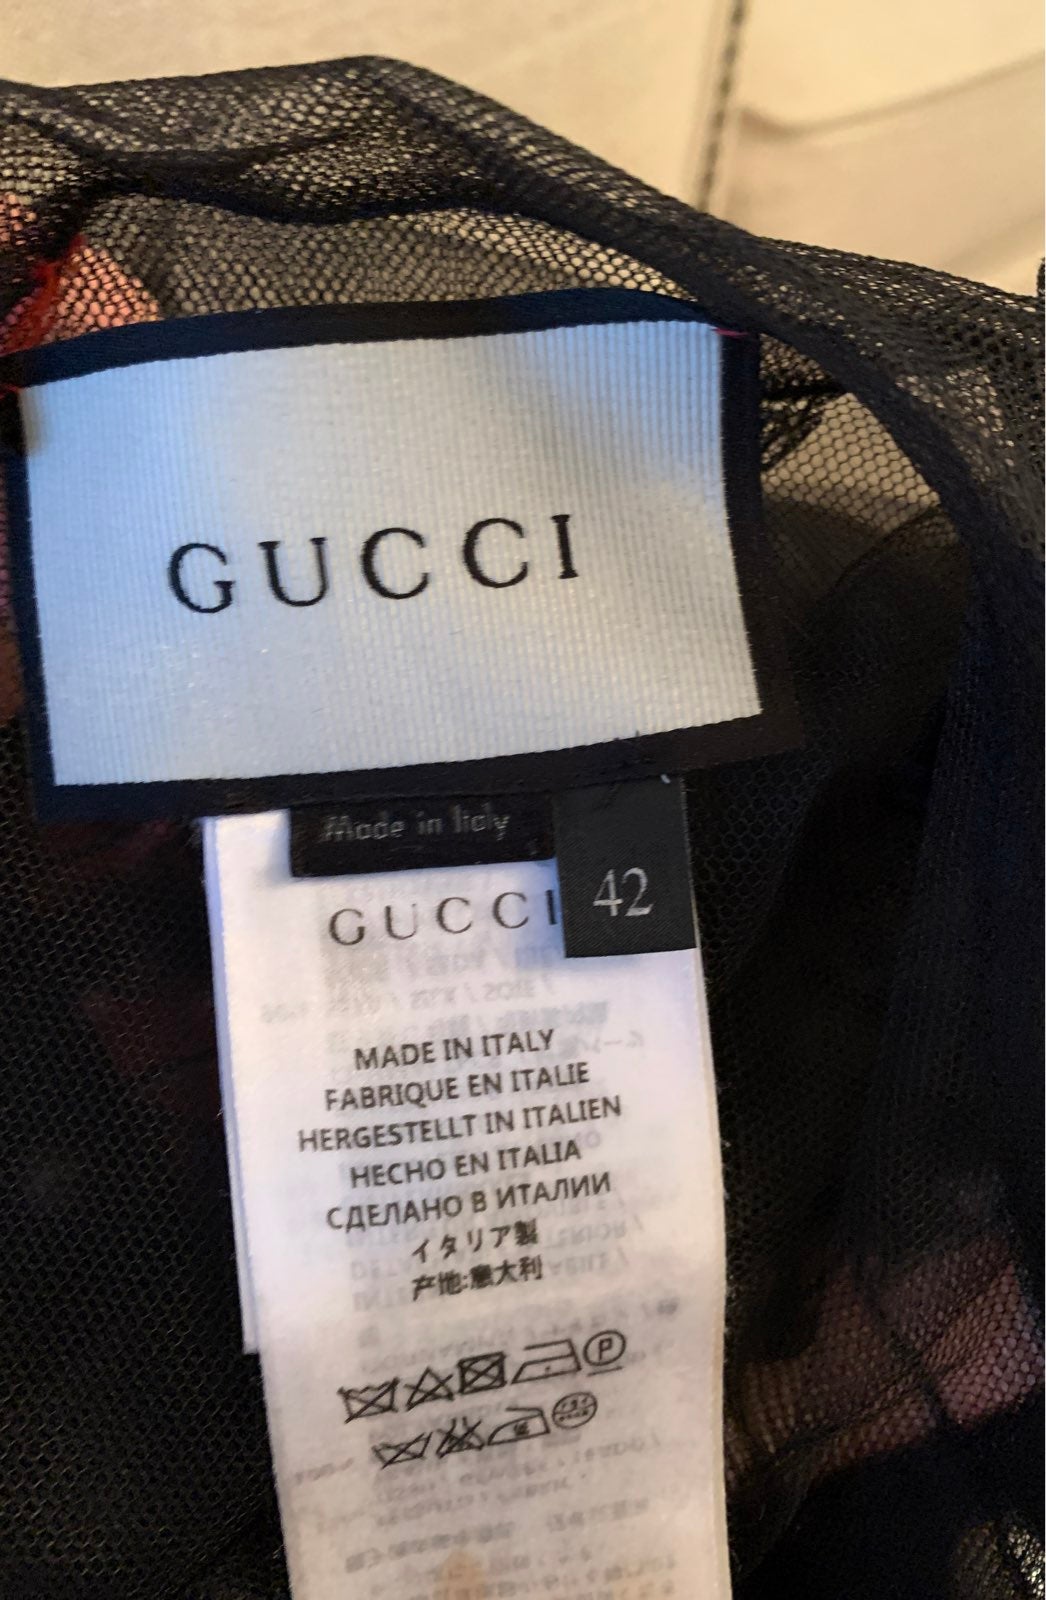 GUCCI
Made in Italy
42
GUCCI
MADE IN ITALY
FABRIQUE EN ITALIE
HERGESTELLT IN ITALIEN
HECHO EN ITALIA
СДЕЛАНО В ИТАЛИИ
イタリア製
产地:意大利
P